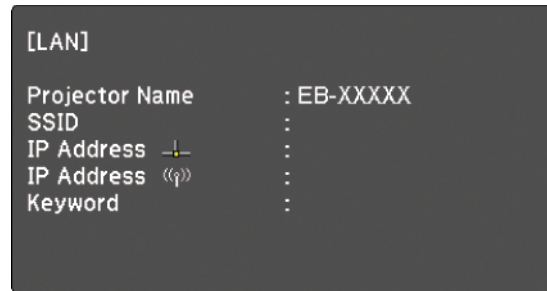 [LAN]
Projector Name : EB-XXXXX
SSID :
IP Address :
IP Address :
Keyword :